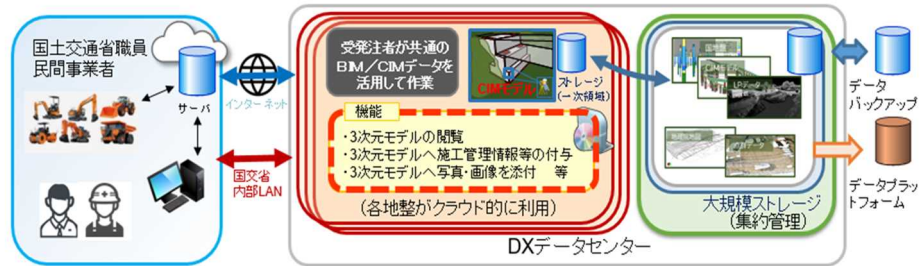 国土交通省職員
民間事業者
サーバ
インターネット
国交省
内部LAN
受発注者が共通の
BIM／CIMデータを
活用して作業
CIMモデル
ストレージ
(一次領域)
機能
・3次元モデルの閲覧
・3次元モデルへ施工管理情報等の付与
・3次元モデルへ写真・画像を添付 等
(各地整がクラウド的に利用)
DXデータセンター
国地盤
LPデータ
大規模ストレージ
(集約管理)
データ
バックアップ
データプラッ
トフォーム